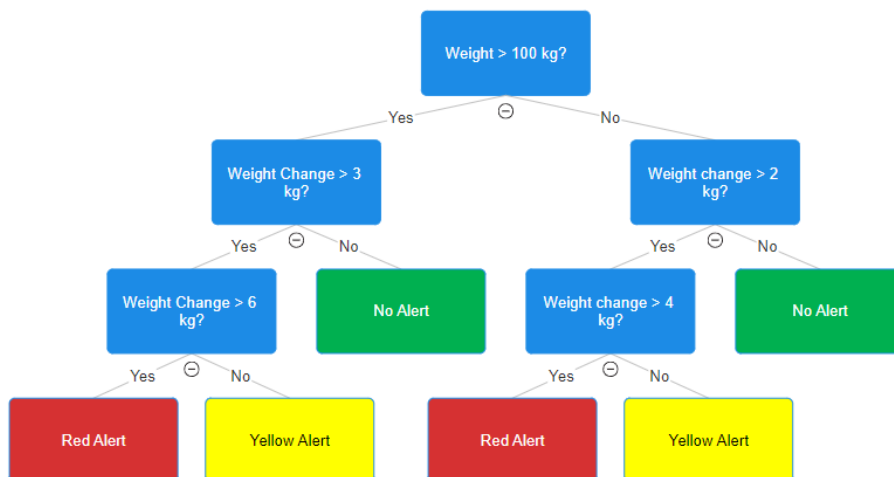 Weight > 100 kg?
Yes
No
Weight Change > 3
kg?
Weight change > 2
kg?
Yes
No
Yes
No
Weight Change > 6
kg?
No Alert
Weight change > 4
kg?
No Alert
Yes
No
Yes
No
Red Alert
Yellow Alert
Red Alert
Yellow Alert